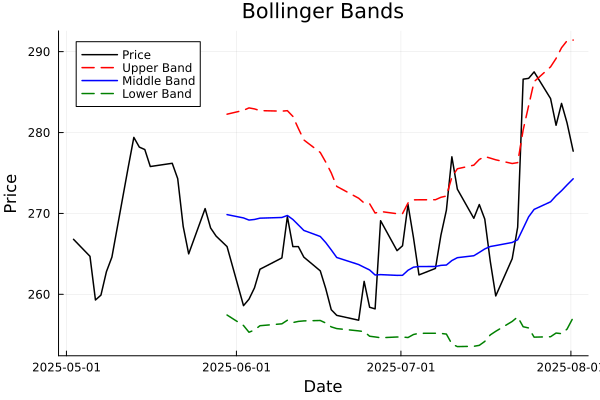 Bollinger Bands
Price
Upper Band
Middle Band
Lower Band
290
280
270
260
Price
2025-05-01
2025-06-01
2025-07-01
2025-08-01
Date